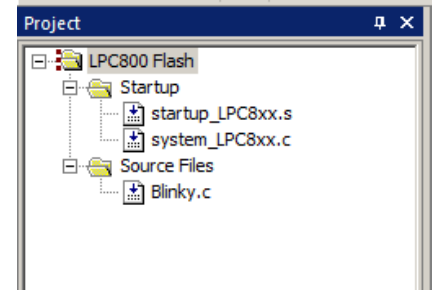 Project
LPC800 Flash
Startup
startup_LPC8xx.s
system_LPC8xx.c
Source Files
Blinky.c